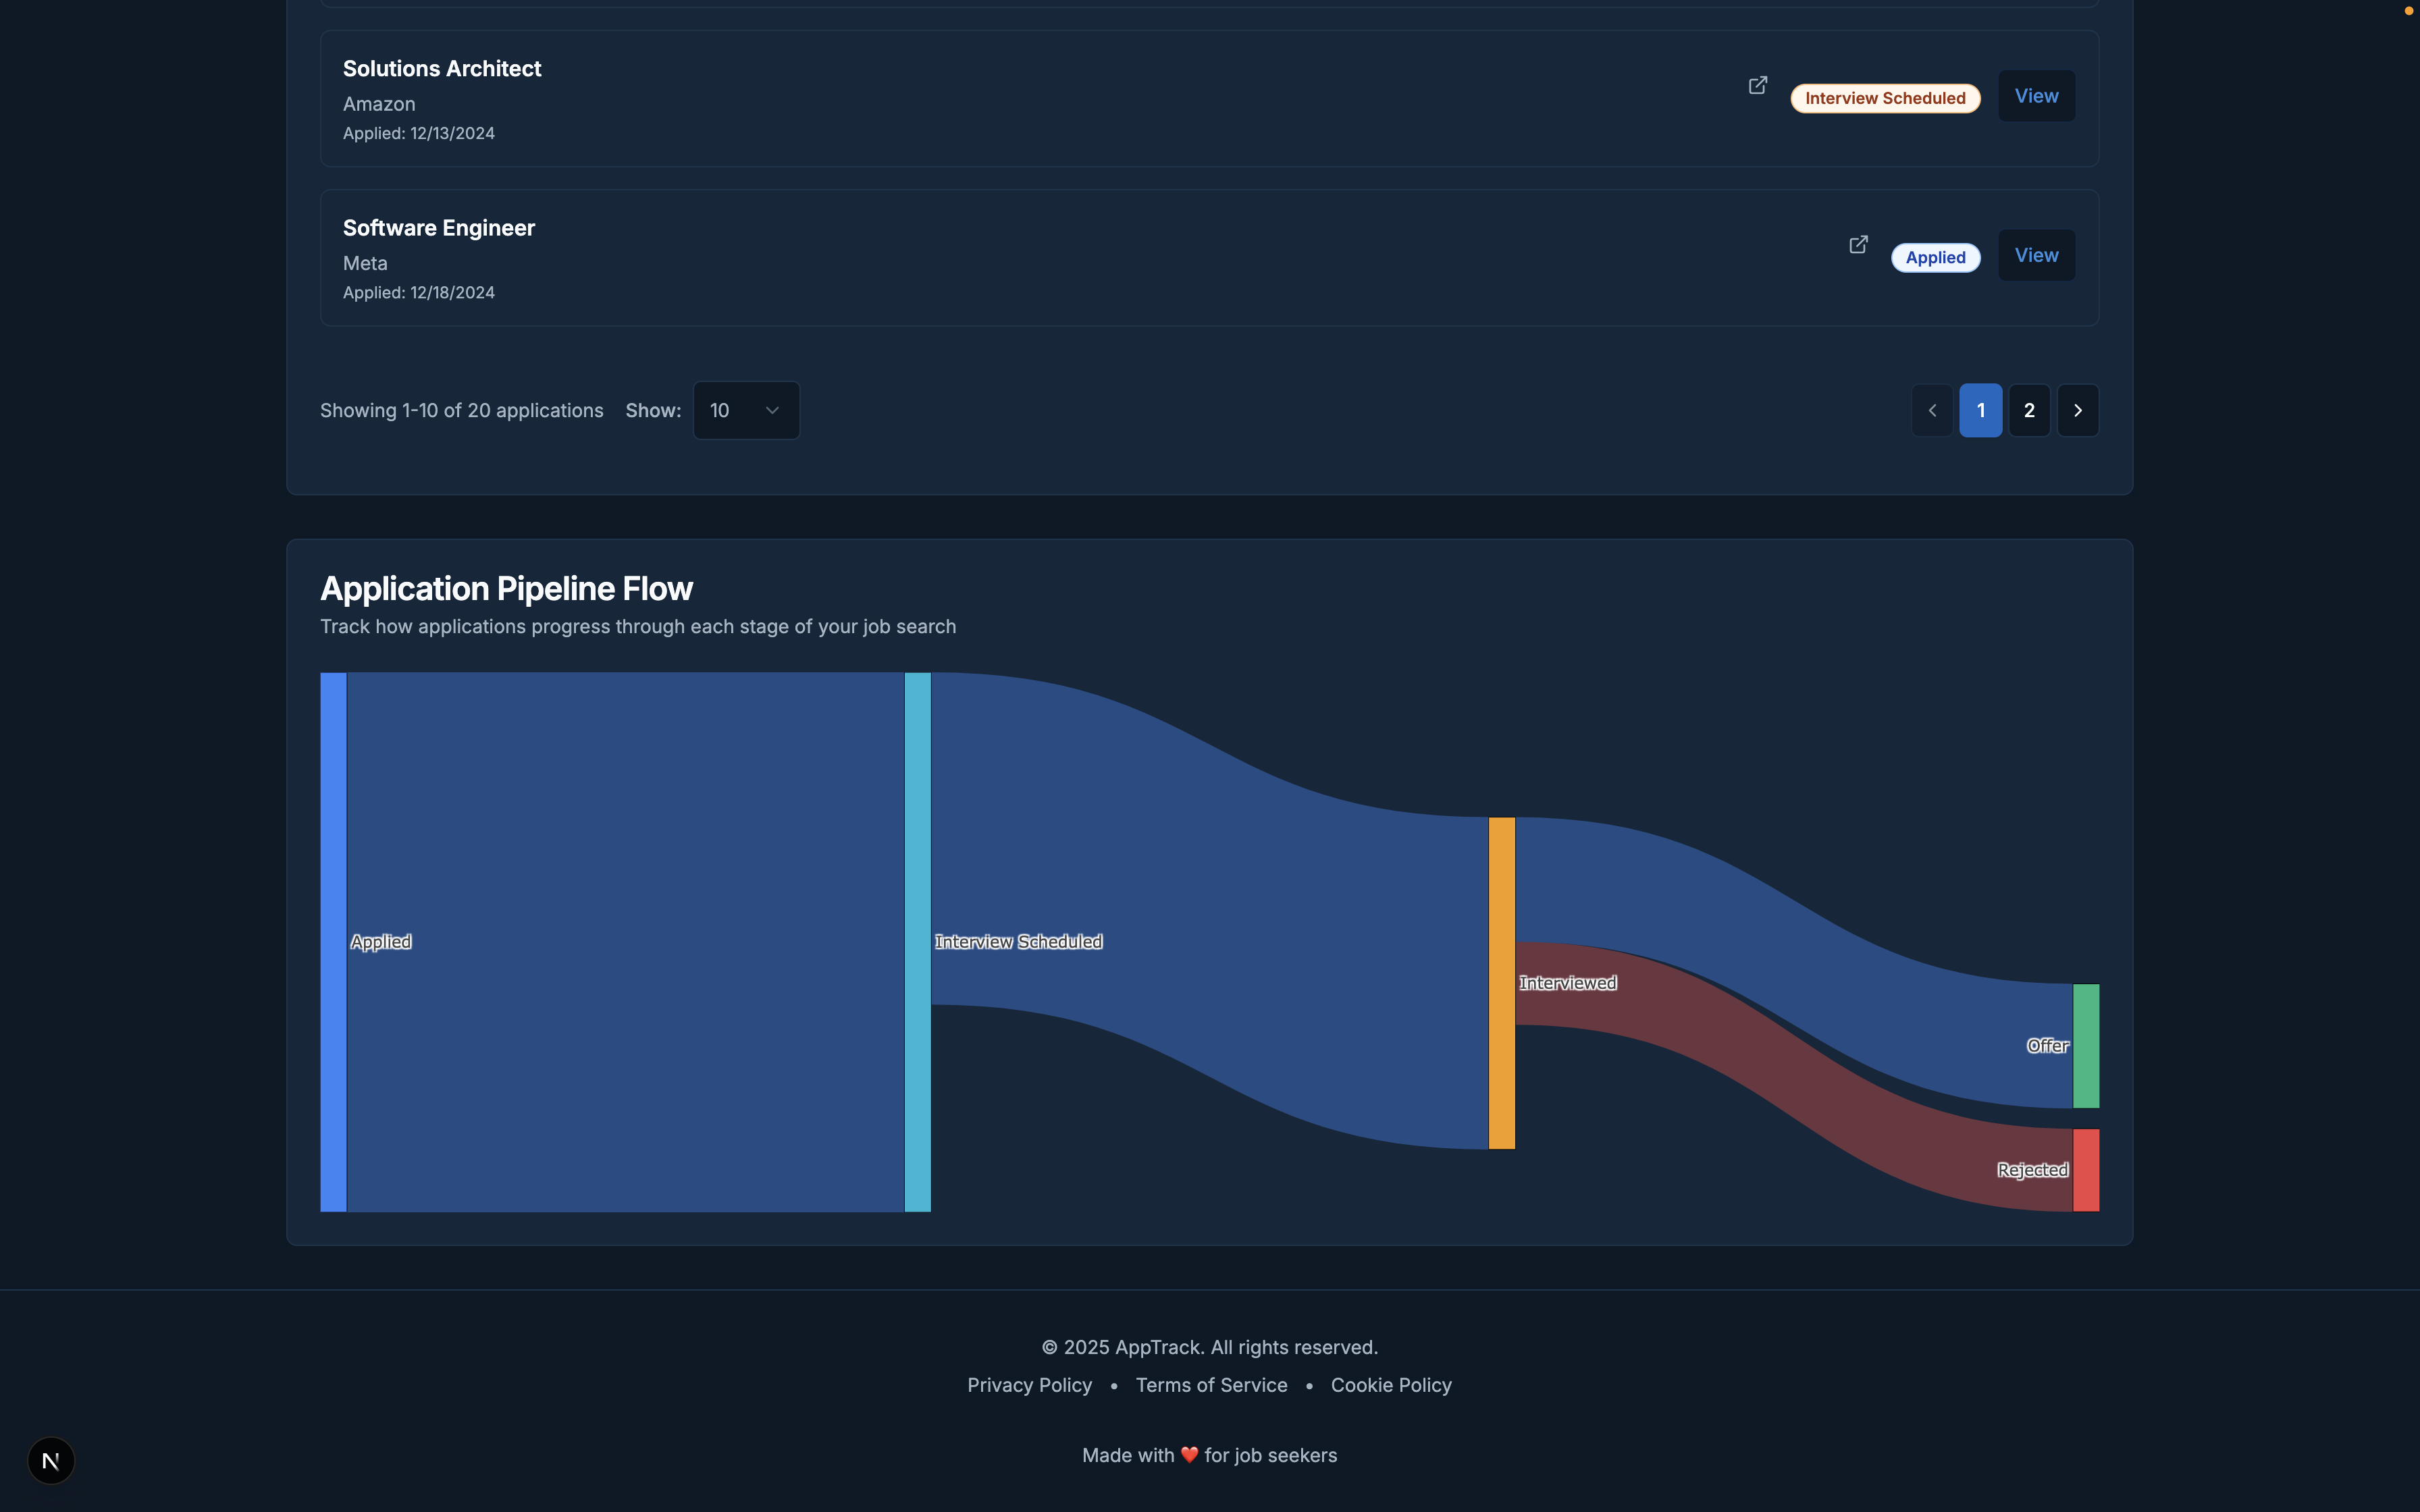 Solutions Architect
Amazon
Applied: 12/13/2024
Interview Scheduled
View
Software Engineer
Meta
Applied: 12/18/2024
Applied
View
Showing 1-10 of 20 applications Show: 10
1 2
Application Pipeline Flow
Track how applications progress through each stage of your job search
Applied
Interview Scheduled
Interviewed
Offer
Rejected
© 2025 AppTrack. All rights reserved.
Privacy Policy • Terms of Service • Cookie Policy
Made with ❤️ for job seekers
N